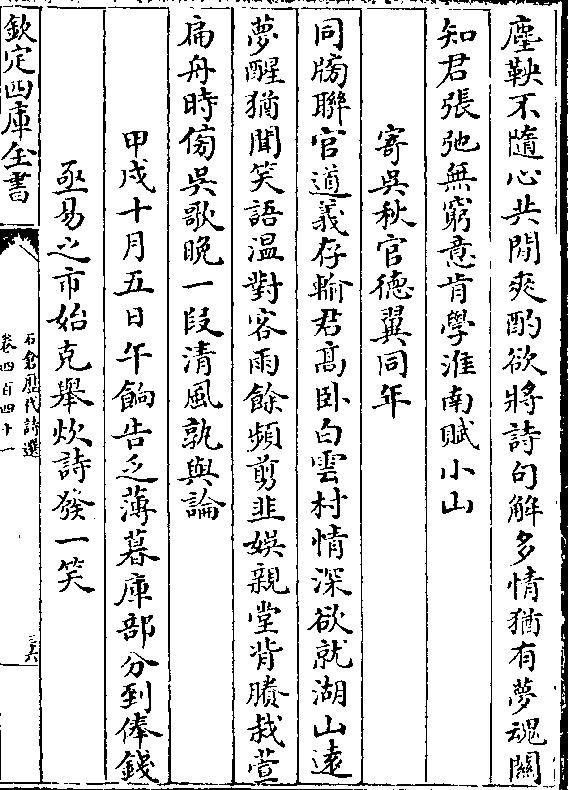 塵鞅不隨心共閒爽酌欲將詩句解多情猶有夢魂關
知君張弛無窮意肯學淮南賦小山
寄吳秋官德翼同年
同牓聯官道義存輸君高卧白雲村情深欲就湖山遠
夢醒猶聞笑語溫對客雨餘頻剪韭娛親堂背賸栽萱
扁舟時傍吳歌晚一段清風孰與論
甲戌十月五日午餉告乏薄暮庫部分到俸錢
亟易之市始克舉炊詩發一笑
欽定四庫全書
石倉歷代詩選
卷四百四十一
三六